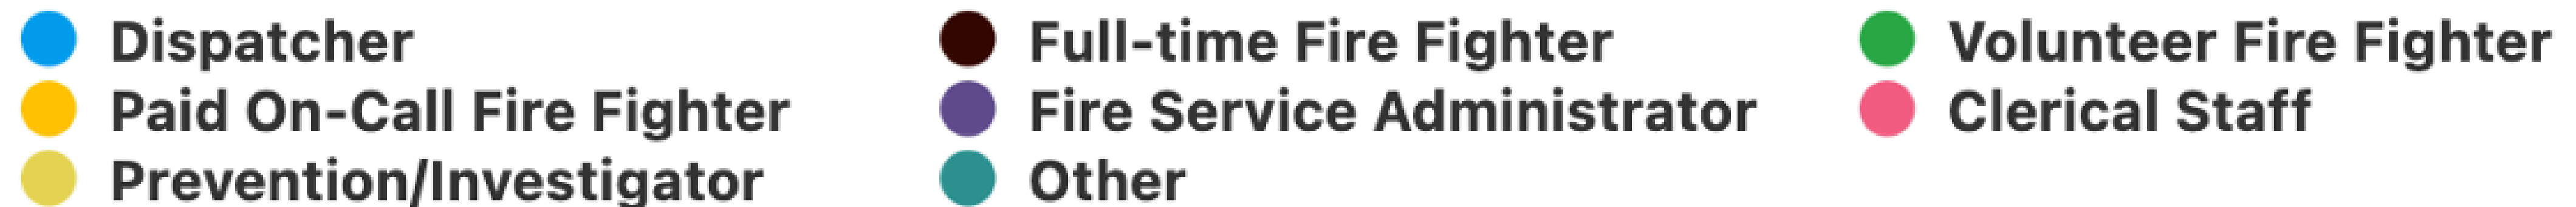 Dispatcher
Full-time Fire Fighter
Volunteer Fire Fighter
Paid On-Call Fire Fighter
Fire Service Administrator
Clerical Staff
Prevention/Investigator
Other